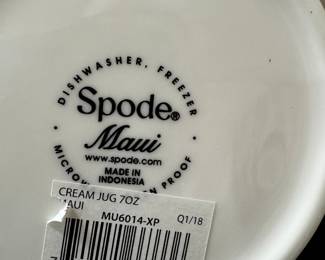 DISHWASHER, FREEZER
Spode®
Maui
www.spode.com
MADE IN
INDONESIA
PROOF
CREAM JUG 7OZ
MAUI
MU6014-XP Q1/18